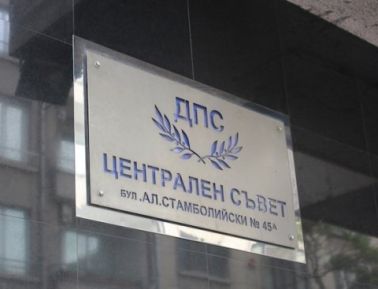 ДПС
ЦЕНТРАЛЕН СЪВЕТ
БУЛ.АЛ.СТАМБОЛИЙСКИ № 45А